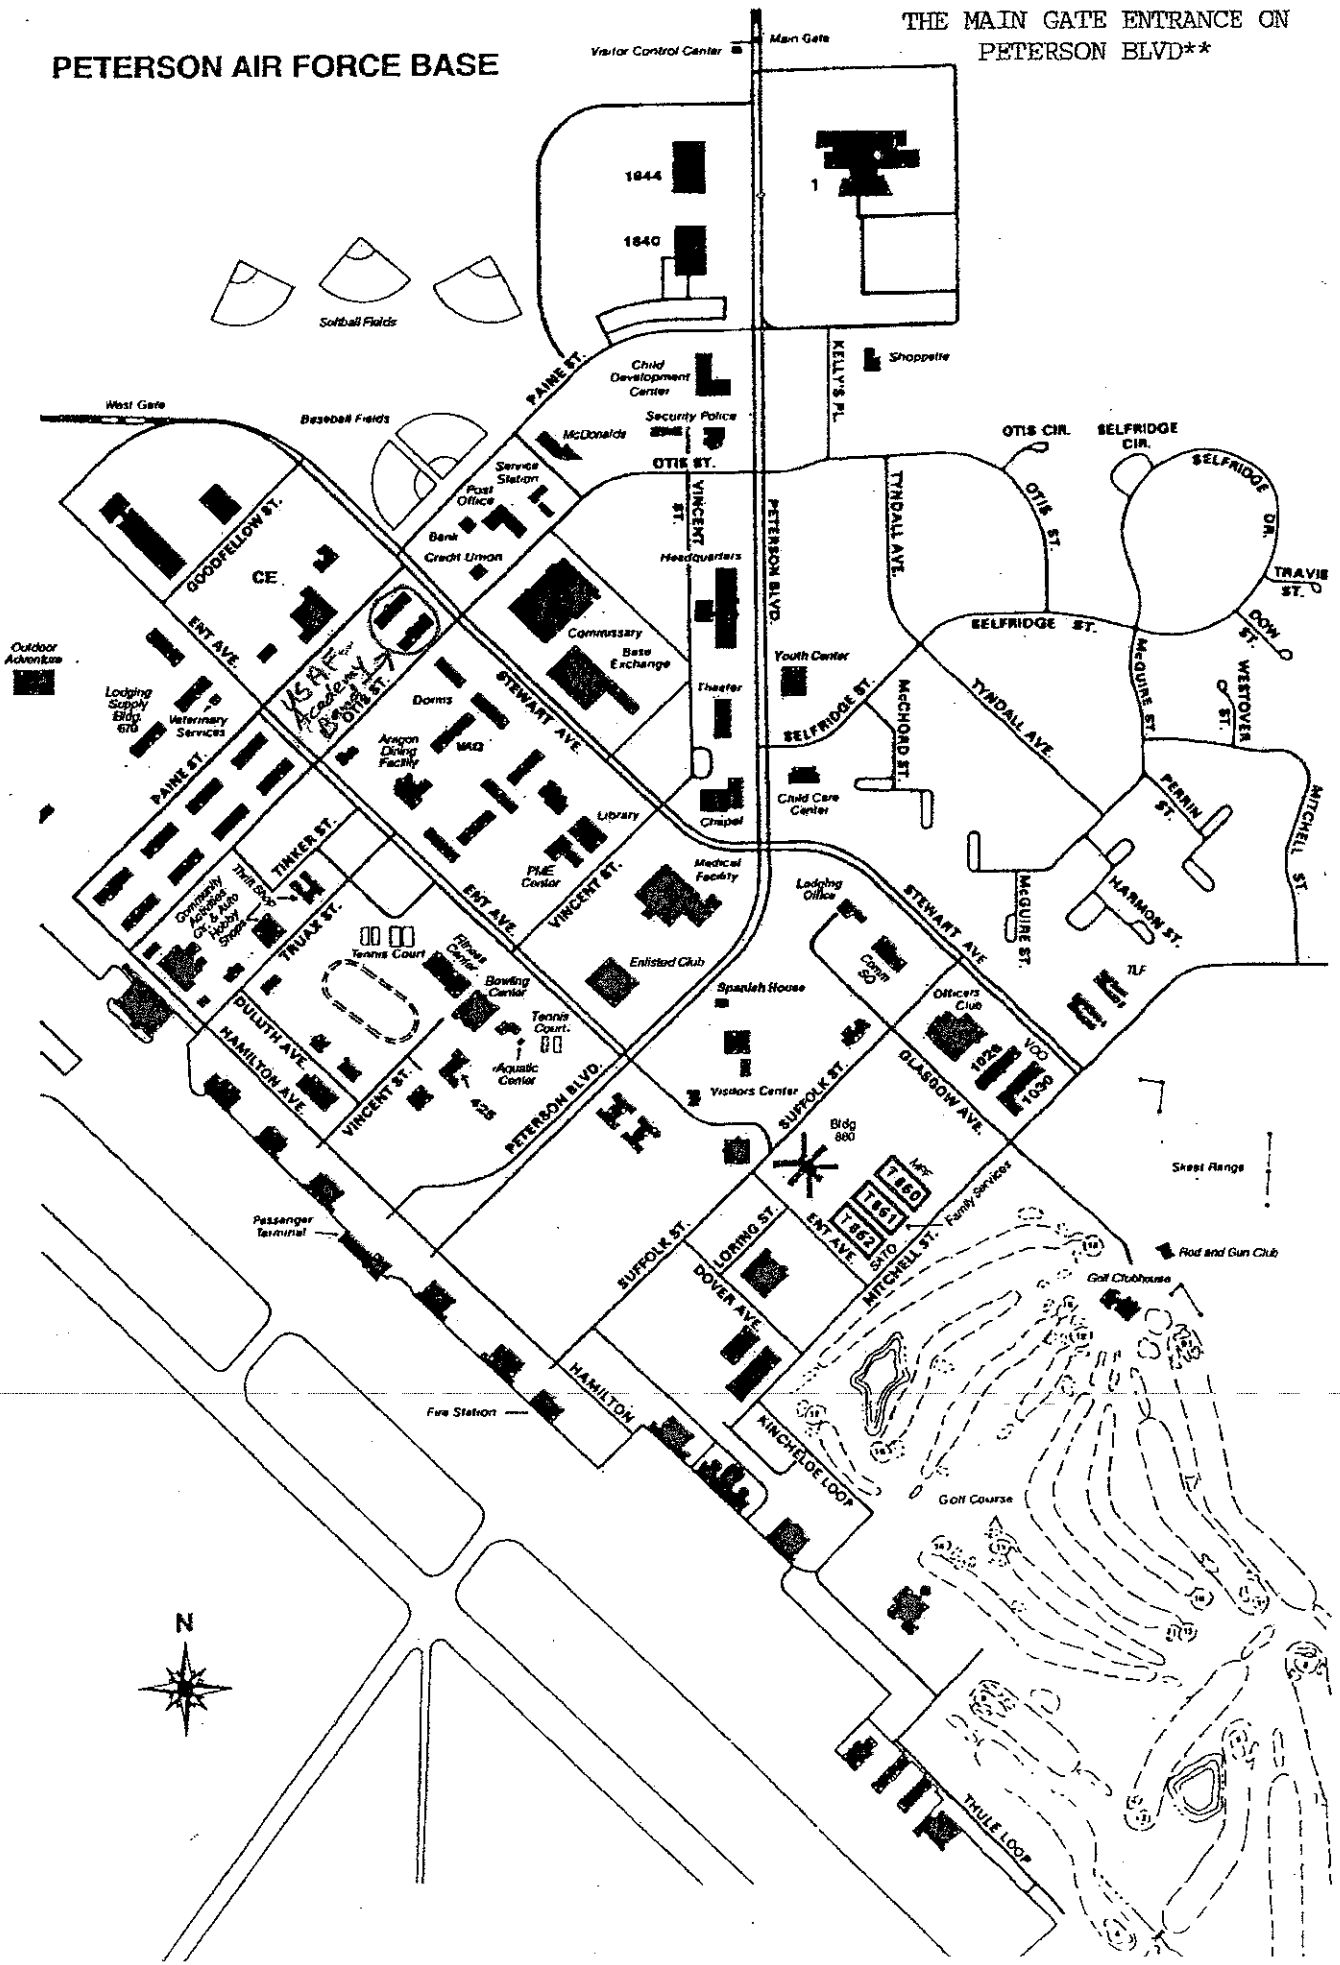 THE MAIN GATE ENTRANCE ON
PETERSON BLVD**
PETERSON AIR FORCE BASE
Visitor Control Center
Main Gate
1844
1
1840
Softball Fields
PAINE ST.
Child
Development
Center
KELLY'S PL.
Shoppette
West Gate
Baseball Fields
McDonalds
Security Police
OTIS ST.
OTIS CIR.
SELFRIDGE
CIR.
SELFRIDGE
DR.
Service
Station
Post
Office
Bank
Credit Union
VINCENT
ST.
PETERSON BLVD.
TYNDALL AVE.
OTIS ST.
GOODFELLOW ST.
CE
Headquarters
TRAVIS
ST.
DOW
ST.
SELFRIDGE ST.
ENT AVE.
Outdoor
Adventure
Commissary
Base
Exchange
Youth Center
McGUIRE ST.
WESTOVER
ST.
USAF
Academy
Band
OTIS ST.
Lodging
Supply
Bldg.
670
Veterinary
Services
Dorms
STEWART AVE.
Theater
SELFRIDGE ST.
McCHORD ST.
TYNDALL AVE.
VAQ
Aragon
Dining
Facility
PAINE ST.
Child Care
Center
PERRIN
ST.
MITCHELL
ST.
Library
Chapel
TINKER ST.
Thrift Shop
Community
Activities
Ctr. & Auto
Hobby
Shops
PME
Center
VINCENT ST.
Medical
Facility
Lodging
Office
STEWART AVE.
McGUIRE ST.
HARMON ST.
ENT AVE.
TRUAX ST.
Tennis Court
Fitness
Center
Enlisted Club
Comm
SQ
TLF
Bowling
Center
Spanish House
Officers
Club
DULUTH AVE.
HAMILTON AVE.
Tennis
Court
Aquatic
Center
1026
VOQ
1030
GLASGOW AVE.
VINCENT ST.
425
PETERSON BLVD.
Visitors Center
SUFFOLK ST.
Bldg
880
MPF
T 860
T 861
T 862
Family Services
SATO
Skeet Range
Passenger
Terminal
SUFFOLK ST.
LORING ST.
ENT AVE.
MITCHELL ST.
Rod and Gun Club
DOVER AVE.
Golf Clubhouse
HAMILTON
Fire Station
KINCHELOE LOOP
Golf Course
N
THULE LOOP